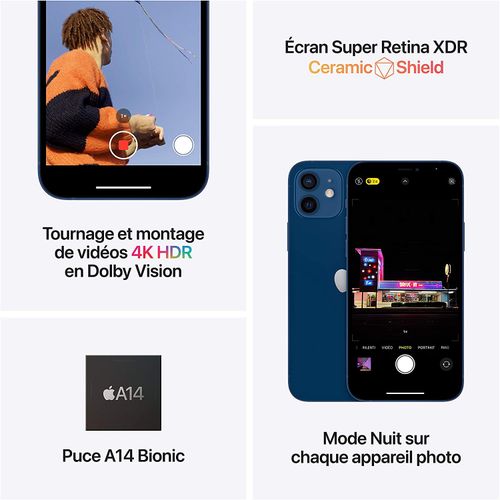 1x
Tournage et montage
de vidéos 4K HDR
en Dolby Vision
A14
Puce A14 Bionic
Écran Super Retina XDR
Ceramic Shield
RALENTI VIDÉO PHOTO PORTRAIT PANO
Mode Nuit sur
chaque appareil photo